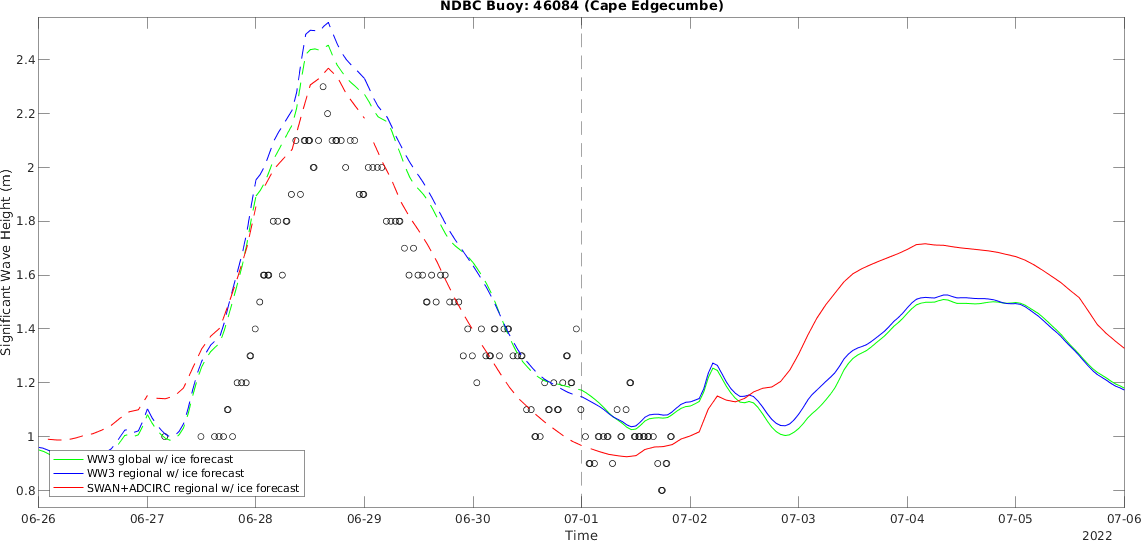 NDBC Buoy: 46084 (Cape Edgecumbe)
Significant Wave Height (m)
2.4
2.2
2
1.8
1.6
1.4
1.2
1
0.8
WW3 global w/ ice forecast
WW3 regional w/ ice forecast
SWAN+ADCIRC regional w/ ice forecast
06-26 06-27 06-28 06-29 06-30 07-01 07-02 07-03 07-04 07-05 07-06
Time
2022